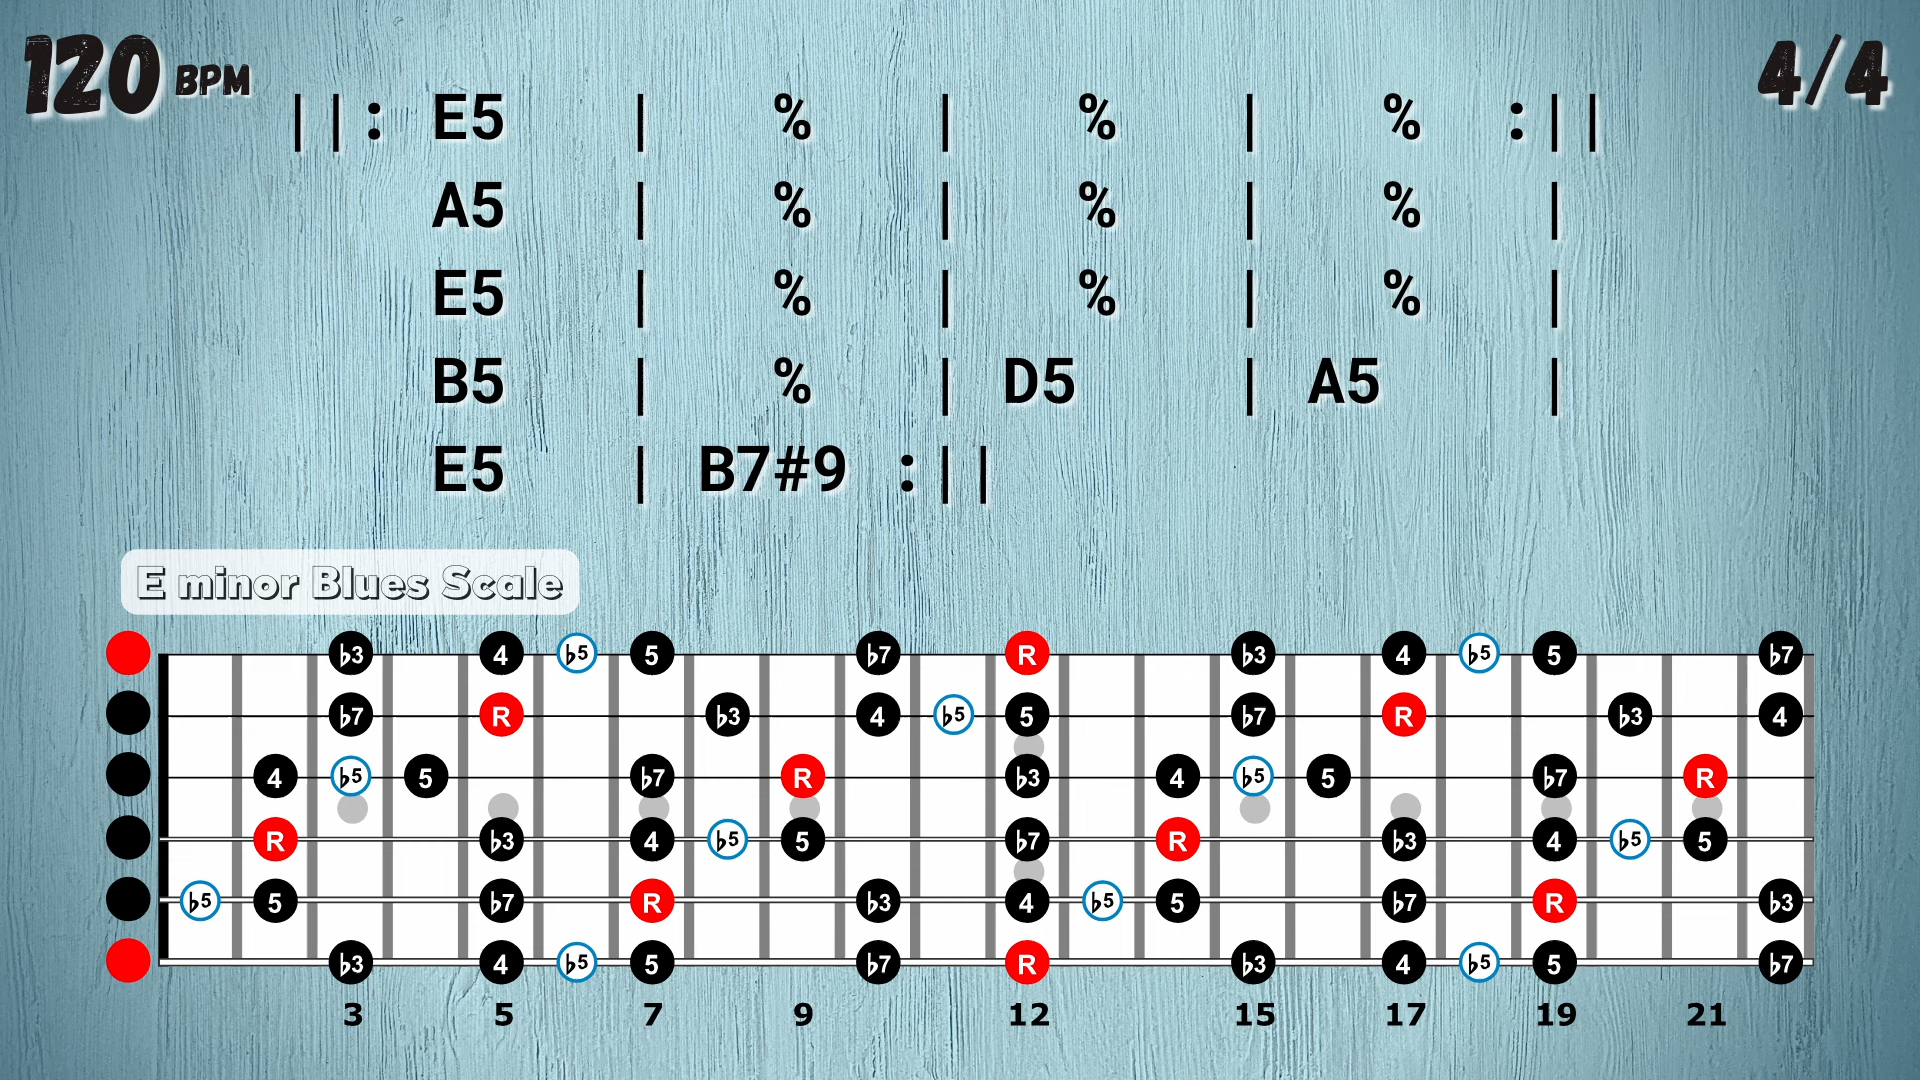 120 BPM
4/4
||: E5 | % | % | % :||
A5 | % | % | % |
E5 | % | % | % |
B5 | % | D5 | A5 |
E5 | B7#9 :||
E minor Blues Scale
♭3 4 ♭5 5 ♭7 R ♭3 4 ♭5 5 ♭7
♭7 R ♭3 4 ♭5 5 ♭7 R ♭3 4
4 ♭5 5 ♭7 R ♭3 4 ♭5 5 ♭7 R
R ♭3 4 ♭5 5 ♭7 R ♭3 4 ♭5 5
♭5 5 ♭7 R ♭3 4 ♭5 5 ♭7 R ♭3
♭3 4 ♭5 5 ♭7 R ♭3 4 ♭5 5 ♭7
3 5 7 9 12 15 17 19 21